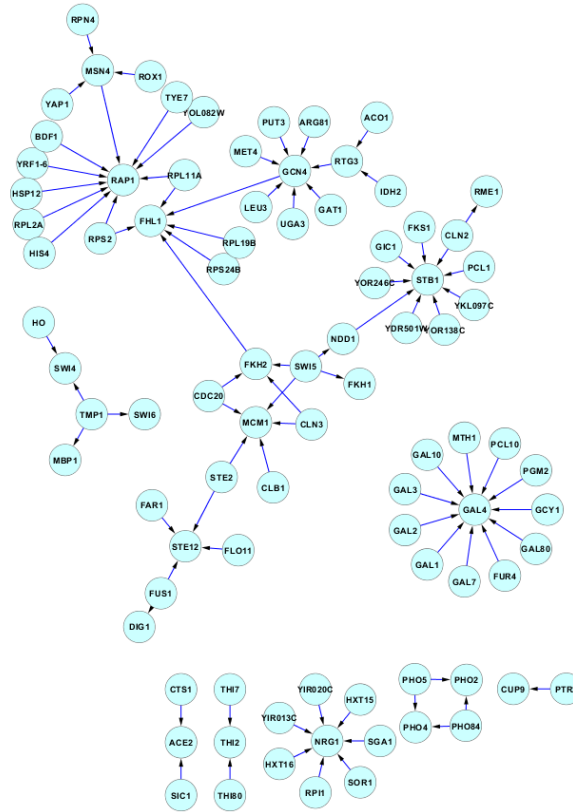 RPN4
MSN4
ROX1
YAP1
TYE7
YOL082W
BDF1
YRF1-6
HSP12
RPL2A
HIS4
RAP1
RPL11A
RPS2
FHL1
RPL19B
RPS24B
PUT3
ARG81
ACO1
MET4
GCN4
RTG3
LEU3
UGA3
GAT1
IDH2
RME1
FKS1
CLN2
GIC1
PCL1
YOR246C
STB1
YKL097C
YDR501W
YOR138C
NDD1
HO
SWI4
TMP1
SWI6
MBP1
FKH2
SWI5
FKH1
CDC20
MCM1
CLN3
STE2
CLB1
FAR1
STE12
FLO11
FUS1
DIG1
MTH1
PCL10
GAL10
PGM2
GAL3
GAL4
GCY1
GAL2
GAL80
GAL1
GAL7
FUR4
CTS1
ACE2
SIC1
THI7
THI2
THI80
YIR020C
HXT15
YIR013C
NRG1
SGA1
HXT16
RPI1
SOR1
PHO5
PHO2
PHO4
PHO84
CUP9
PTR